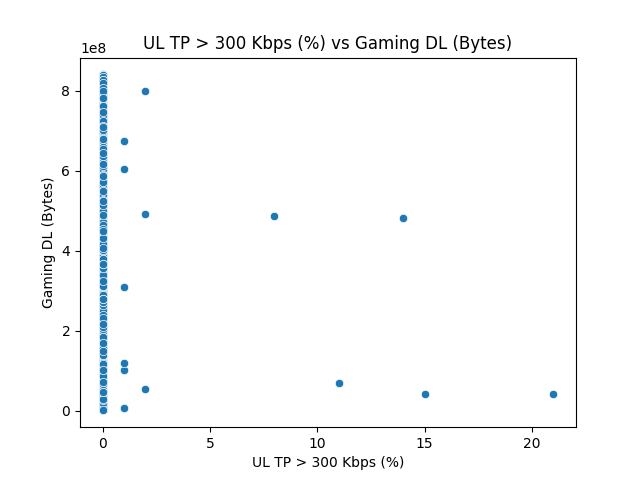 UL TP > 300 Kbps (%) vs Gaming DL (Bytes)
1e8
8
6
4
2
0
Gaming DL (Bytes)
0 5 10 15 20
UL TP > 300 Kbps (%)